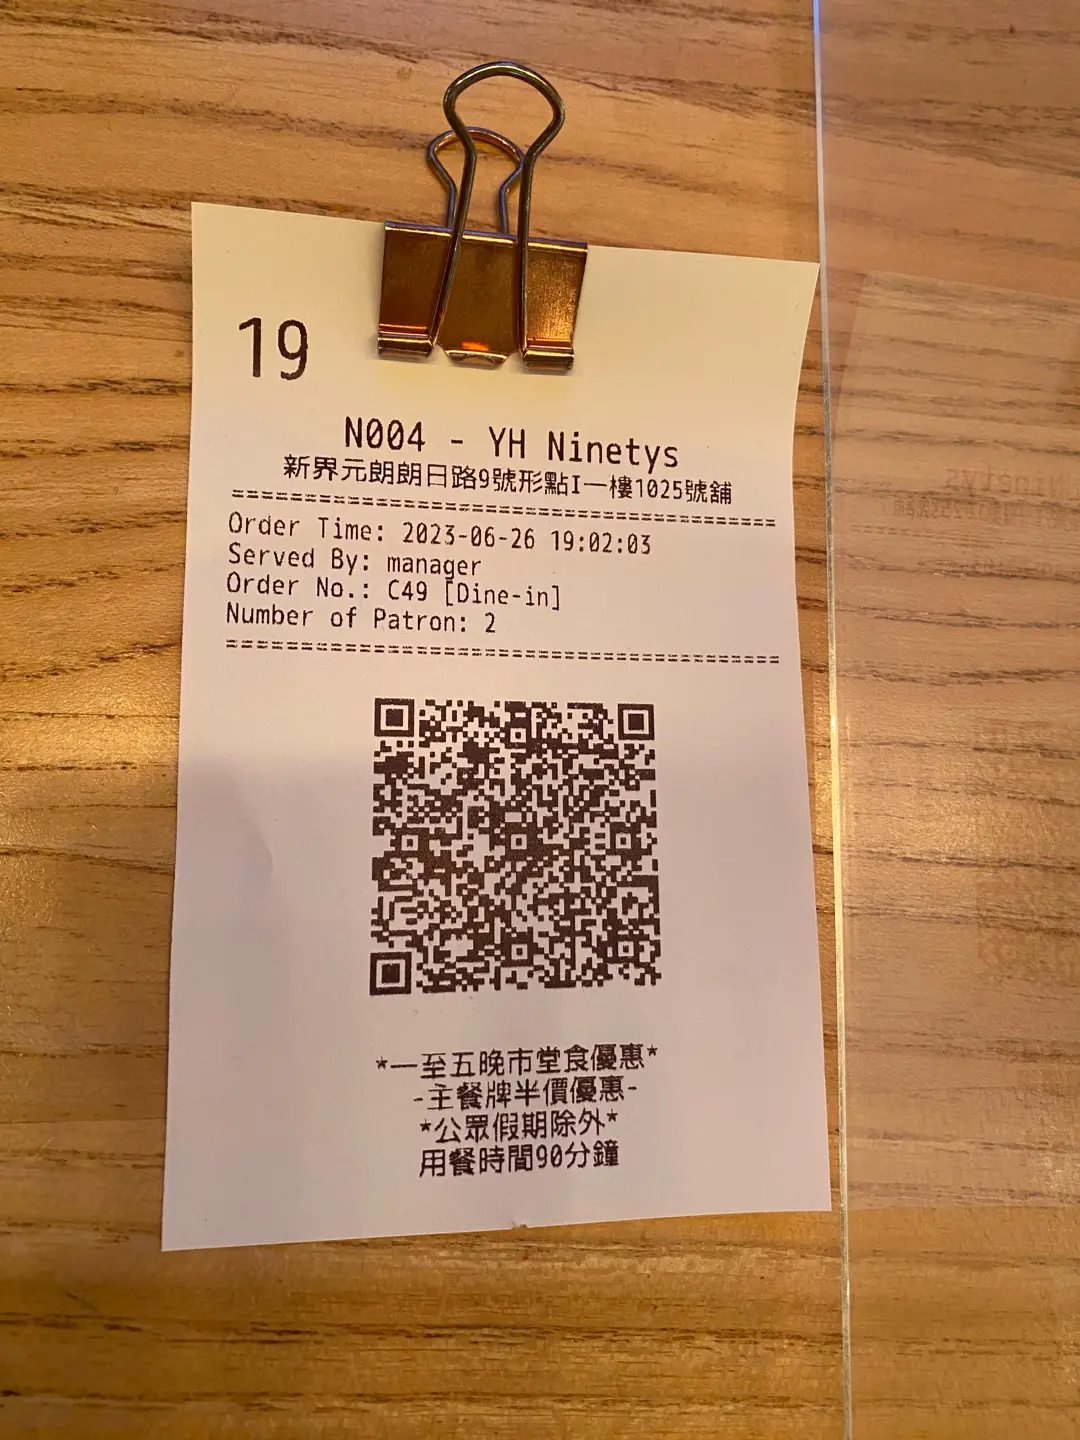 19
N004 - YH Ninetys
新界元朗朗日路9號形點I一樓1025號舖
Order Time: 2023-06-26 19:02:03
Served By: manager
Order No.: C49 [Dine-in]
Number of Patron: 2
*一至五晚市堂食優惠*
-主餐牌半價優惠-
*公眾假期除外*
用餐時間90分鐘